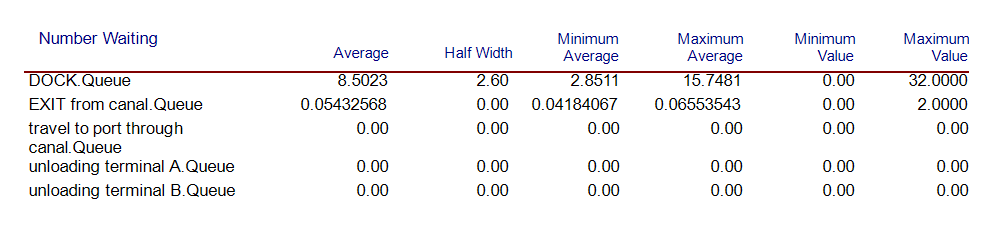 Number Waiting Average Half Width Minimum Average Maximum Average Minimum Value Maximum Value
DOCK.Queue 8.5023 2.60 2.8511 15.7481 0.00 32.0000
EXIT from canal.Queue 0.05432568 0.00 0.04184067 0.06553543 0.00 2.0000
travel to port through 0.00 0.00 0.00 0.00 0.00 0.00
canal.Queue
unloading terminal A.Queue 0.00 0.00 0.00 0.00 0.00 0.00
unloading terminal B.Queue 0.00 0.00 0.00 0.00 0.00 0.00